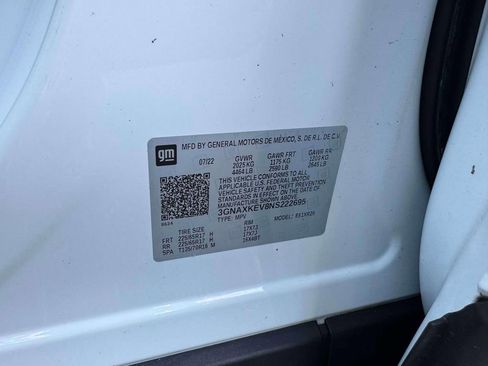 gm
MFD BY GENERAL MOTORS DE MÉXICO, S. DE R.L. DE C.V.
07/22 GVWR GAWR FRT GAWR RR
2025 KG 1175 KG 1200 KG
4464 LB 2590 LB 2645 LB
THIS VEHICLE CONFORMS TO ALL
APPLICABLE U.S. FEDERAL MOTOR
VEHICLE SAFETY AND THEFT
PREVENTION STANDARDS IN EFFECT
ON THE DATE OF MANUFACTURE
SHOWN ABOVE.
3GNAXKEV8NS222695
TYPE: MPV MODEL:
TIRE SIZE RIM
FRT 225/65R17 H 17X7J
RR 225/65R17 H 17X7J
SPA T135/70R16 M 16X4BT